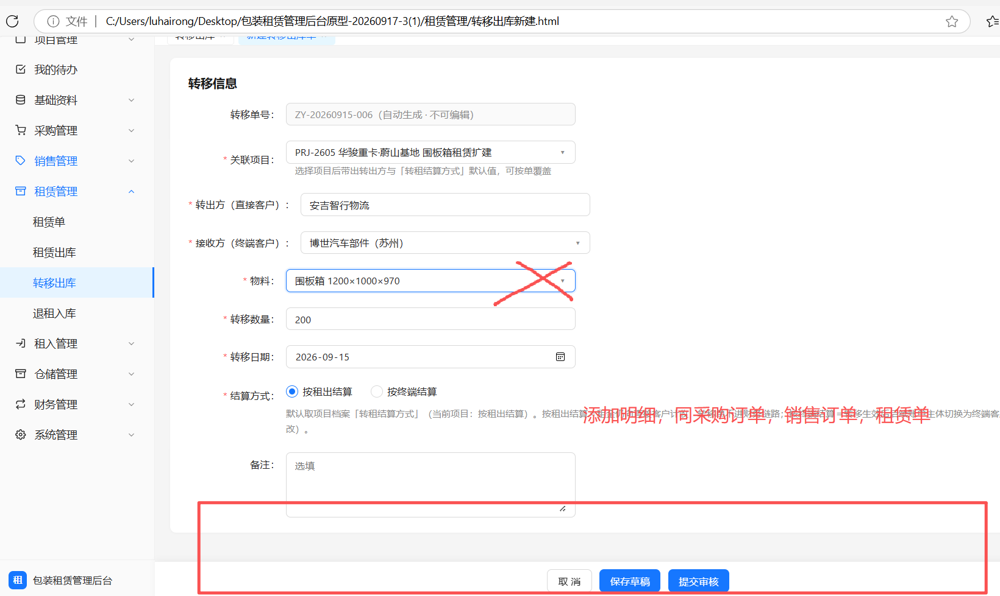 文件 | C:/Users/luhairong/Desktop/包装租赁管理后台原型-20260917-3(1)/租赁管理/转移出库新建.html
项目管理
我的待办
基础资料
采购管理
销售管理
租赁管理
租赁单
租赁出库
转移出库
退租入库
租入管理
仓储管理
财务管理
系统管理
租 包装租赁管理后台
转移出库
新建转移出库单
转移信息
转移单号： ZY-20260915-006（自动生成 · 不可编辑）
* 关联项目： PRJ-2605 华骏重卡·蔚山基地 围板箱租赁扩建
选择项目后带出转出方与「转租结算方式」默认值，可按单覆盖
* 转出方（直接客户）： 安吉智行物流
* 接收方（终端客户）： 博世汽车部件（苏州）
* 物料： 围板箱 1200×1000×970
* 转移数量： 200
* 转移日期： 2026-09-15
* 结算方式： 按租出结算 按终端结算
默认取项目档案「转租结算方式」（当前项目：按租出结算）。按租出结算
添加明细，同采购订单，销售订单，租赁单
改）。
备注： 选填
取 消 保存草稿 提交审核